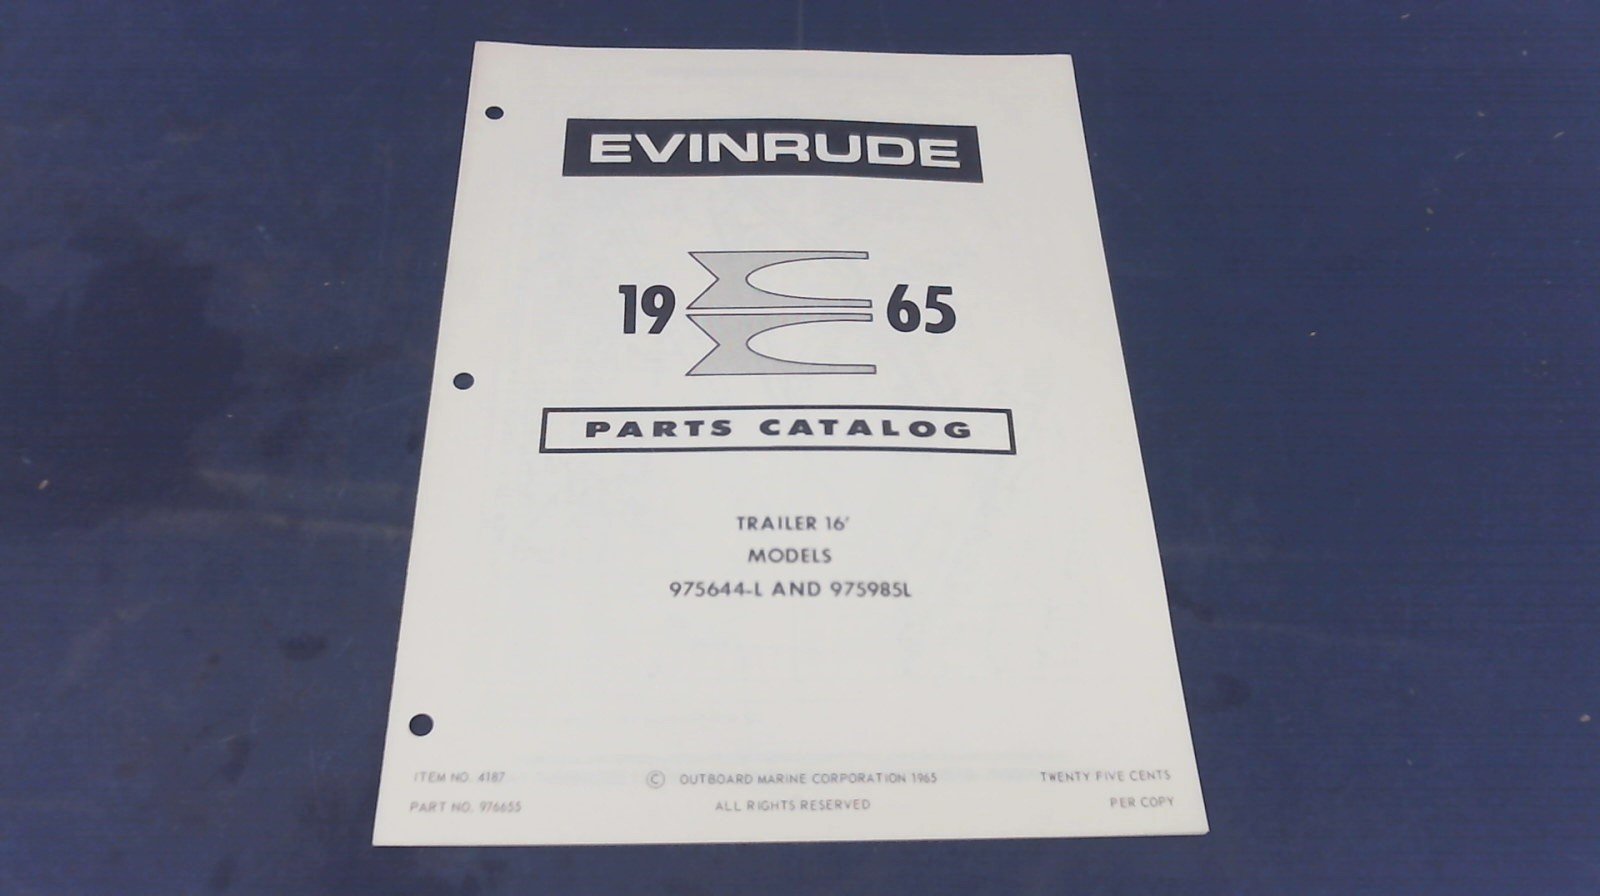 EVINRUDE
19 65
PARTS CATALOG
TRAILER 16'
MODELS
975644-L AND 975985L
ITEM NO. 4187
PART NO. 976655
© OUTBOARD MARINE CORPORATION 1965
ALL RIGHTS RESERVED
TWENTY FIVE CENTS
PER COPY